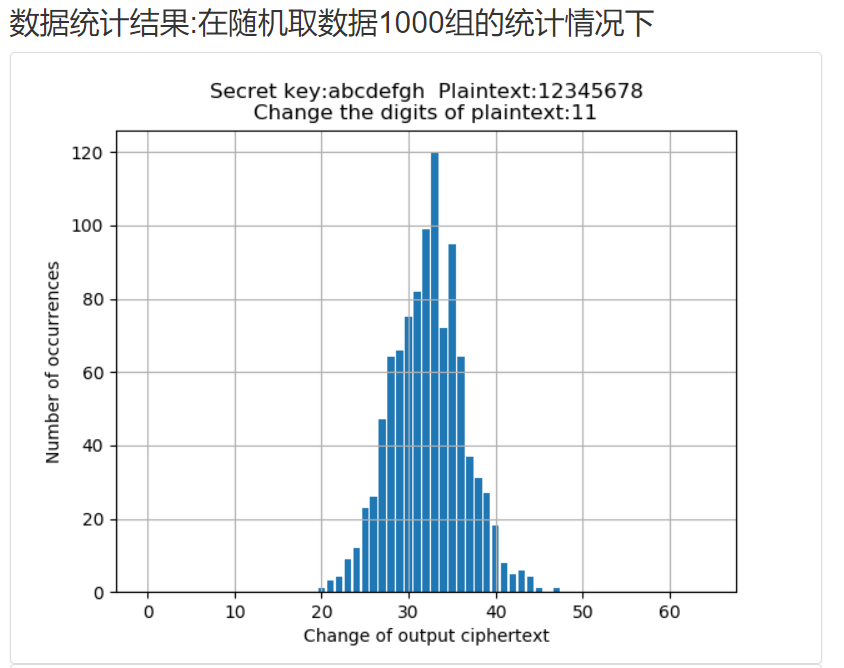 数据统计结果:在随机取数据1000组的统计情况下
Secret key:abcdefgh  Plaintext:12345678
Change the digits of plaintext:11
120
100
80
60
40
20
0
Number of occurrences
0 10 20 30 40 50 60
Change of output ciphertext